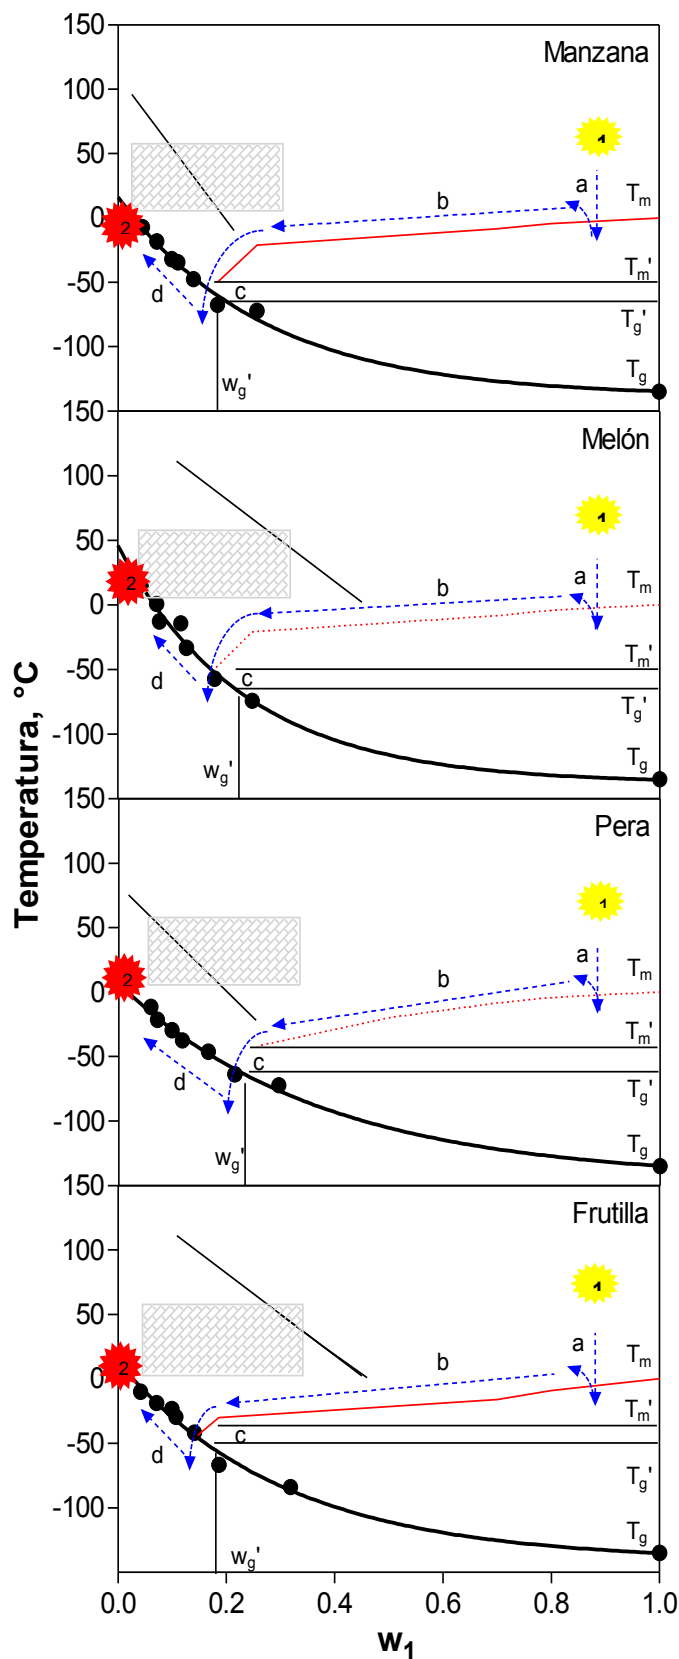 Temperatura, °C
150
Manzana
100
1
50
a
b
Tm
0
2
d
c
Tm'
-50
Tg'
-100
wg'
Tg
150
Melón
100
1
50
a
b
Tm
2
0
Tm'
d
c
-50
Tg'
wg'
-100
Tg
150
Pera
100
1
50
a
b
Tm
2
0
Tm'
c
d
-50
Tg'
-100
wg'
Tg
150
Frutilla
100
1
50
a
b
Tm
2
0
Tm'
d
c
-50
Tg'
-100
Tg
wg'
0.0 0.2 0.4 0.6 0.8 1.0
w1